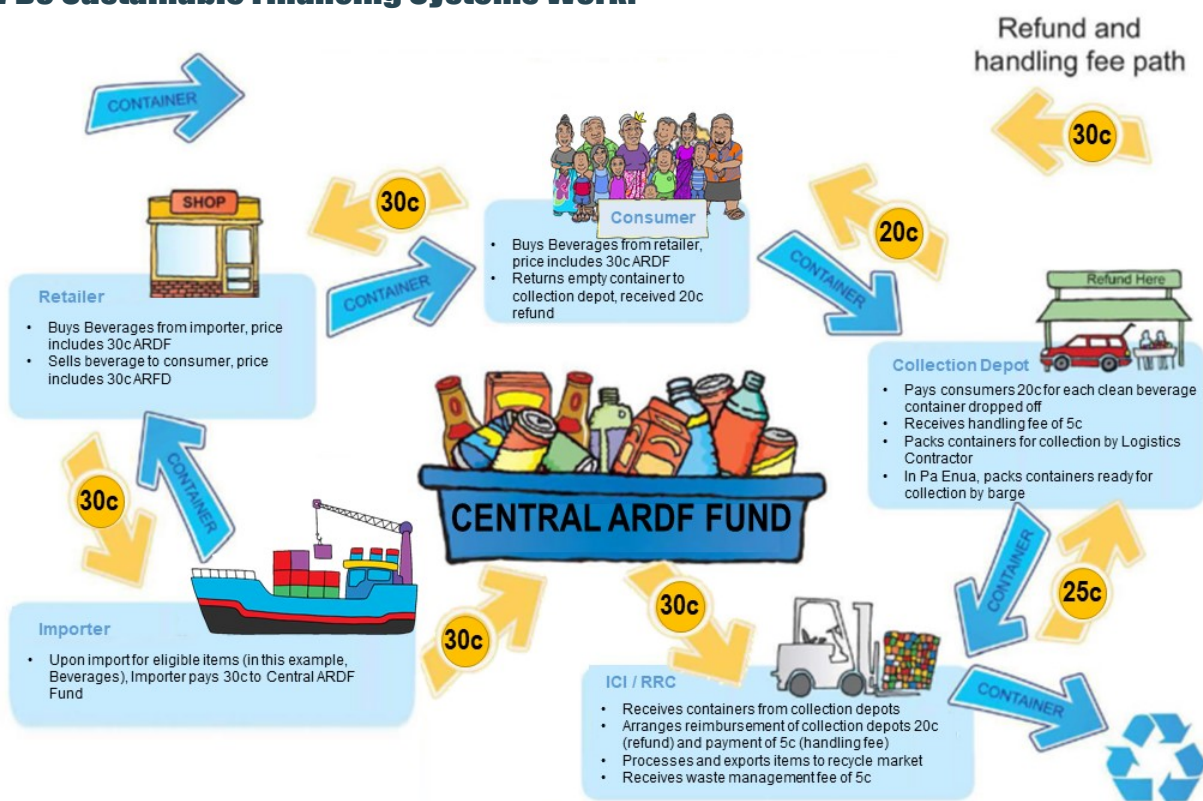 Do Sustainable Financing Systems Work
Refund and
handling fee path
CONTAINER
30c
SHOP
30c
Consumer
• Buys Beverages from retailer,
price includes 30c ARDF
• Returns empty container to
collection depot, received 20c
refund
20c
CONTAINER
CONTAINER
Refund Here
Retailer
• Buys Beverages from importer, price
includes 30c ARDF
• Sells beverage to consumer, price
includes 30c ARFD
Collection Depot
• Pays consumers 20c for each clean beverage
container dropped off
• Receives handling fee of 5c
• Packs containers for collection by Logistics
Contractor
• In Pa Enua, packs containers ready for
collection by barge
30c
CONTAINER
CENTRAL ARDF FUND
CONTAINER
25c
Importer
• Upon import for eligible items (in this example,
Beverages), Importer pays 30c to Central ARDF
Fund
30c
30c
ICI / RRC
• Receives containers from collection depots
• Arranges reimbursement of collection depots 20c
(refund) and payment of 5c (handling fee)
• Processes and exports items to recycle market
• Receives waste management fee of 5c
CONTAINER